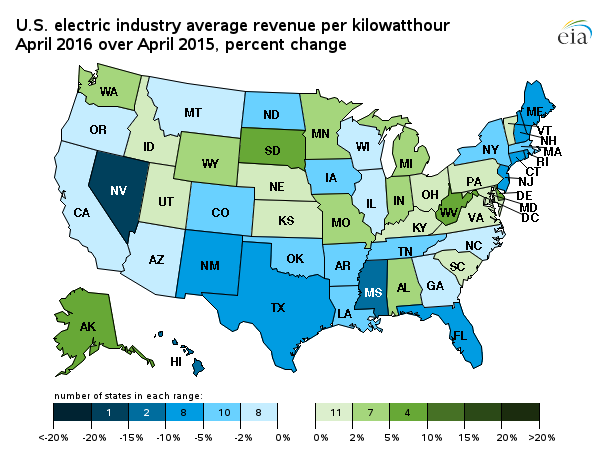 U.S. electric industry average revenue per kilowatthour
April 2016 over April 2015, percent change
eia
WA
MT
ND
MN
ME
OR
ID
SD
WI
MI
NY
VT
NH
MA
RI
CT
NJ
DE
MD
DC
WY
NE
IA
PA
NV
UT
CO
KS
MO
IL
IN
OH
WV
VA
KY
CA
AZ
NM
OK
AR
TN
NC
SC
TX
LA
MS
AL
GA
FL
AK
HI
number of states in each range:
1 2 8 10 8 11 7 4
<-20% -20% -15% -10% -5% -2% 0% 0% 2% 5% 10% 15% 20% >20%